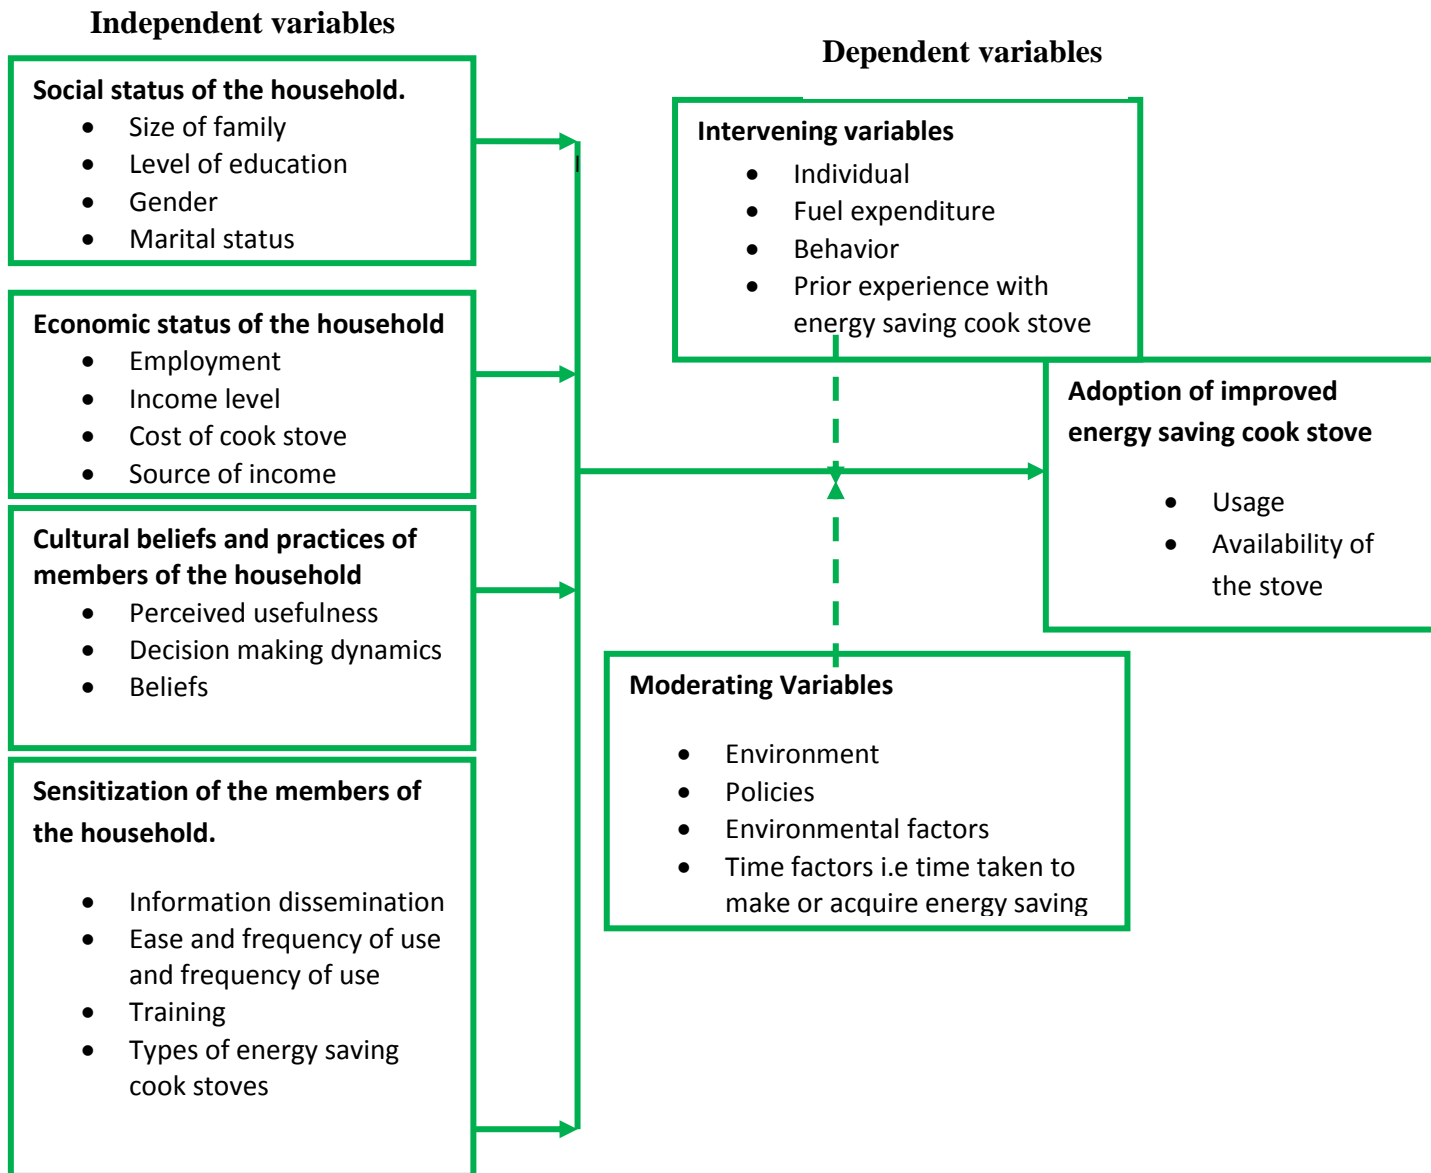 Independent variables
Social status of the household.
• Size of family
• Level of education
• Gender
• Marital status
Economic status of the household
• Employment
• Income level
• Cost of cook stove
• Source of income
Cultural beliefs and practices of
members of the household
• Perceived usefulness
• Decision making dynamics
• Beliefs
Sensitization of the members of
the household.
• Information dissemination
• Ease and frequency of use
and frequency of use
• Training
• Types of energy saving
cook stoves
Dependent variables
Intervening variables
• Individual
• Fuel expenditure
• Behavior
• Prior experience with
energy saving cook stove
Adoption of improved
energy saving cook stove
• Usage
• Availability of
the stove
Moderating Variables
• Environment
• Policies
• Environmental factors
• Time factors i.e time taken to
make or acquire energy saving